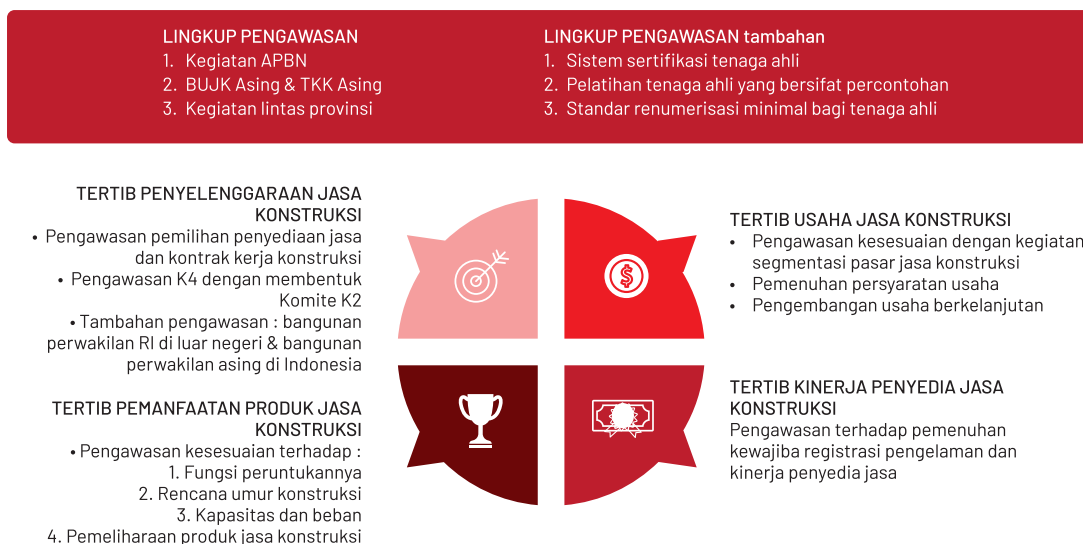 LINGKUP PENGAWASAN
1. Kegiatan APBN
2. BUJK Asing & TKK Asing
3. Kegiatan lintas provinsi
LINGKUP PENGAWASAN tambahan
1. Sistem sertifikasi tenaga ahli
2. Pelatihan tenaga ahli yang bersifat percontohan
3. Standar renumerisasi minimal bagi tenaga ahli
TERTIB PENYELENGGARAAN JASA
KONSTRUKSI
• Pengawasan pemilihan penyediaan jasa
dan kontrak kerja konstruksi
• Pengawasan K4 dengan membentuk
Komite K2
• Tambahan pengawasan : bangunan
perwakilan RI di luar negeri & bangunan
perwakilan asing di Indonesia
TERTIB USAHA JASA KONSTRUKSI
• Pengawasan kesesuaian dengan kegiatan
segmentasi pasar jasa konstruksi
• Pemenuhan persyaratan usaha
• Pengembangan usaha berkelanjutan
TERTIB PEMANFAATAN PRODUK JASA
KONSTRUKSI
• Pengawasan kesesuaian terhadap :
1. Fungsi peruntukannya
2. Rencana umur konstruksi
3. Kapasitas dan beban
4. Pemeliharaan produk jasa konstruksi
TERTIB KINERJA PENYEDIA JASA
KONSTRUKSI
Pengawasan terhadap pemenuhan
kewajiba registrasi pengelaman dan
kinerja penyedia jasa